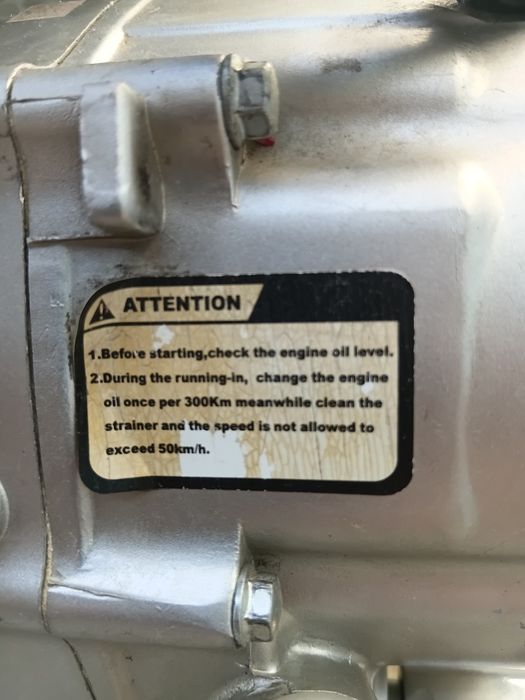 ATTENTION
1.Before starting,check the engine oil level.
2.During the running-in, change the engine
oil once per 300Km meanwhile clean the
strainer and the speed is not allowed to
exceed 50km/h.